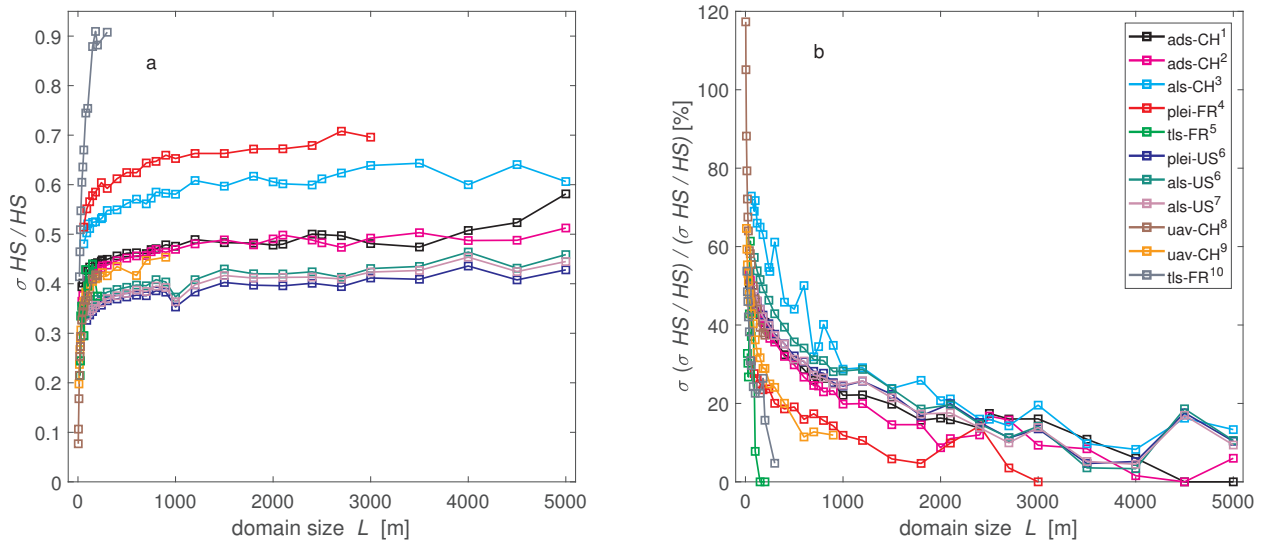 a
σ HS / HS
0.9
0.8
0.7
0.6
0.5
0.4
0.3
0.2
0.1
0
0
1000
2000
3000
4000
5000
domain size L [m]
b
σ (σ HS / HS) / (σ HS / HS) [%]
120
100
80
60
40
20
0
0
1000
2000
3000
4000
5000
domain size L [m]
ads-CH¹
ads-CH²
als-CH³
plei-FR⁴
tls-FR⁵
plei-US⁶
als-US⁶
als-US⁷
uav-CH⁸
uav-CH⁹
tls-FR¹⁰